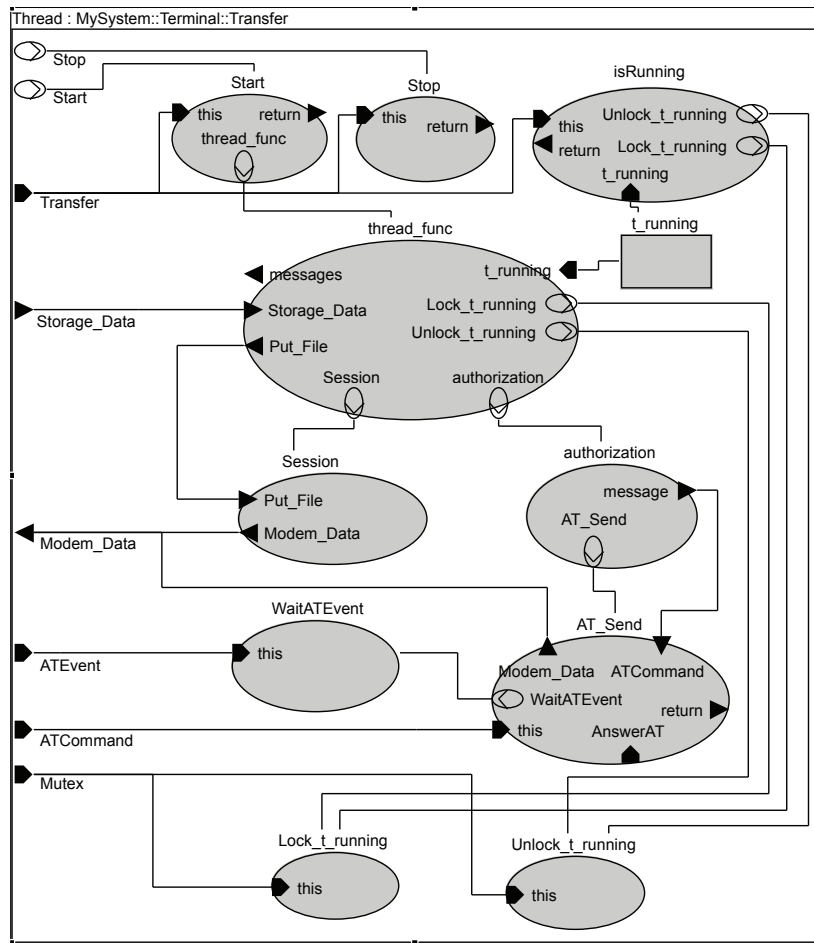 Thread : MySystem::Terminal::Transfer
Stop
Start
Start
Stop
isRunning
this
return
thread_func
this
return
Unlock_t_running
this
Lock_t_running
return
t_running
Transfer
thread_func
t_running
messages
t_running
Storage_Data
Storage_Data
Lock_t_running
Unlock_t_running
Put_File
Session
authorization
Session
authorization
Put_File
message
Modem_Data
Modem_Data
AT_Send
WaitATEvent
AT_Send
this
ATEvent
Modem_Data
ATCommand
WaitATEvent
return
this
AnswerAT
ATCommand
Mutex
Lock_t_running
Unlock_t_running
this
this